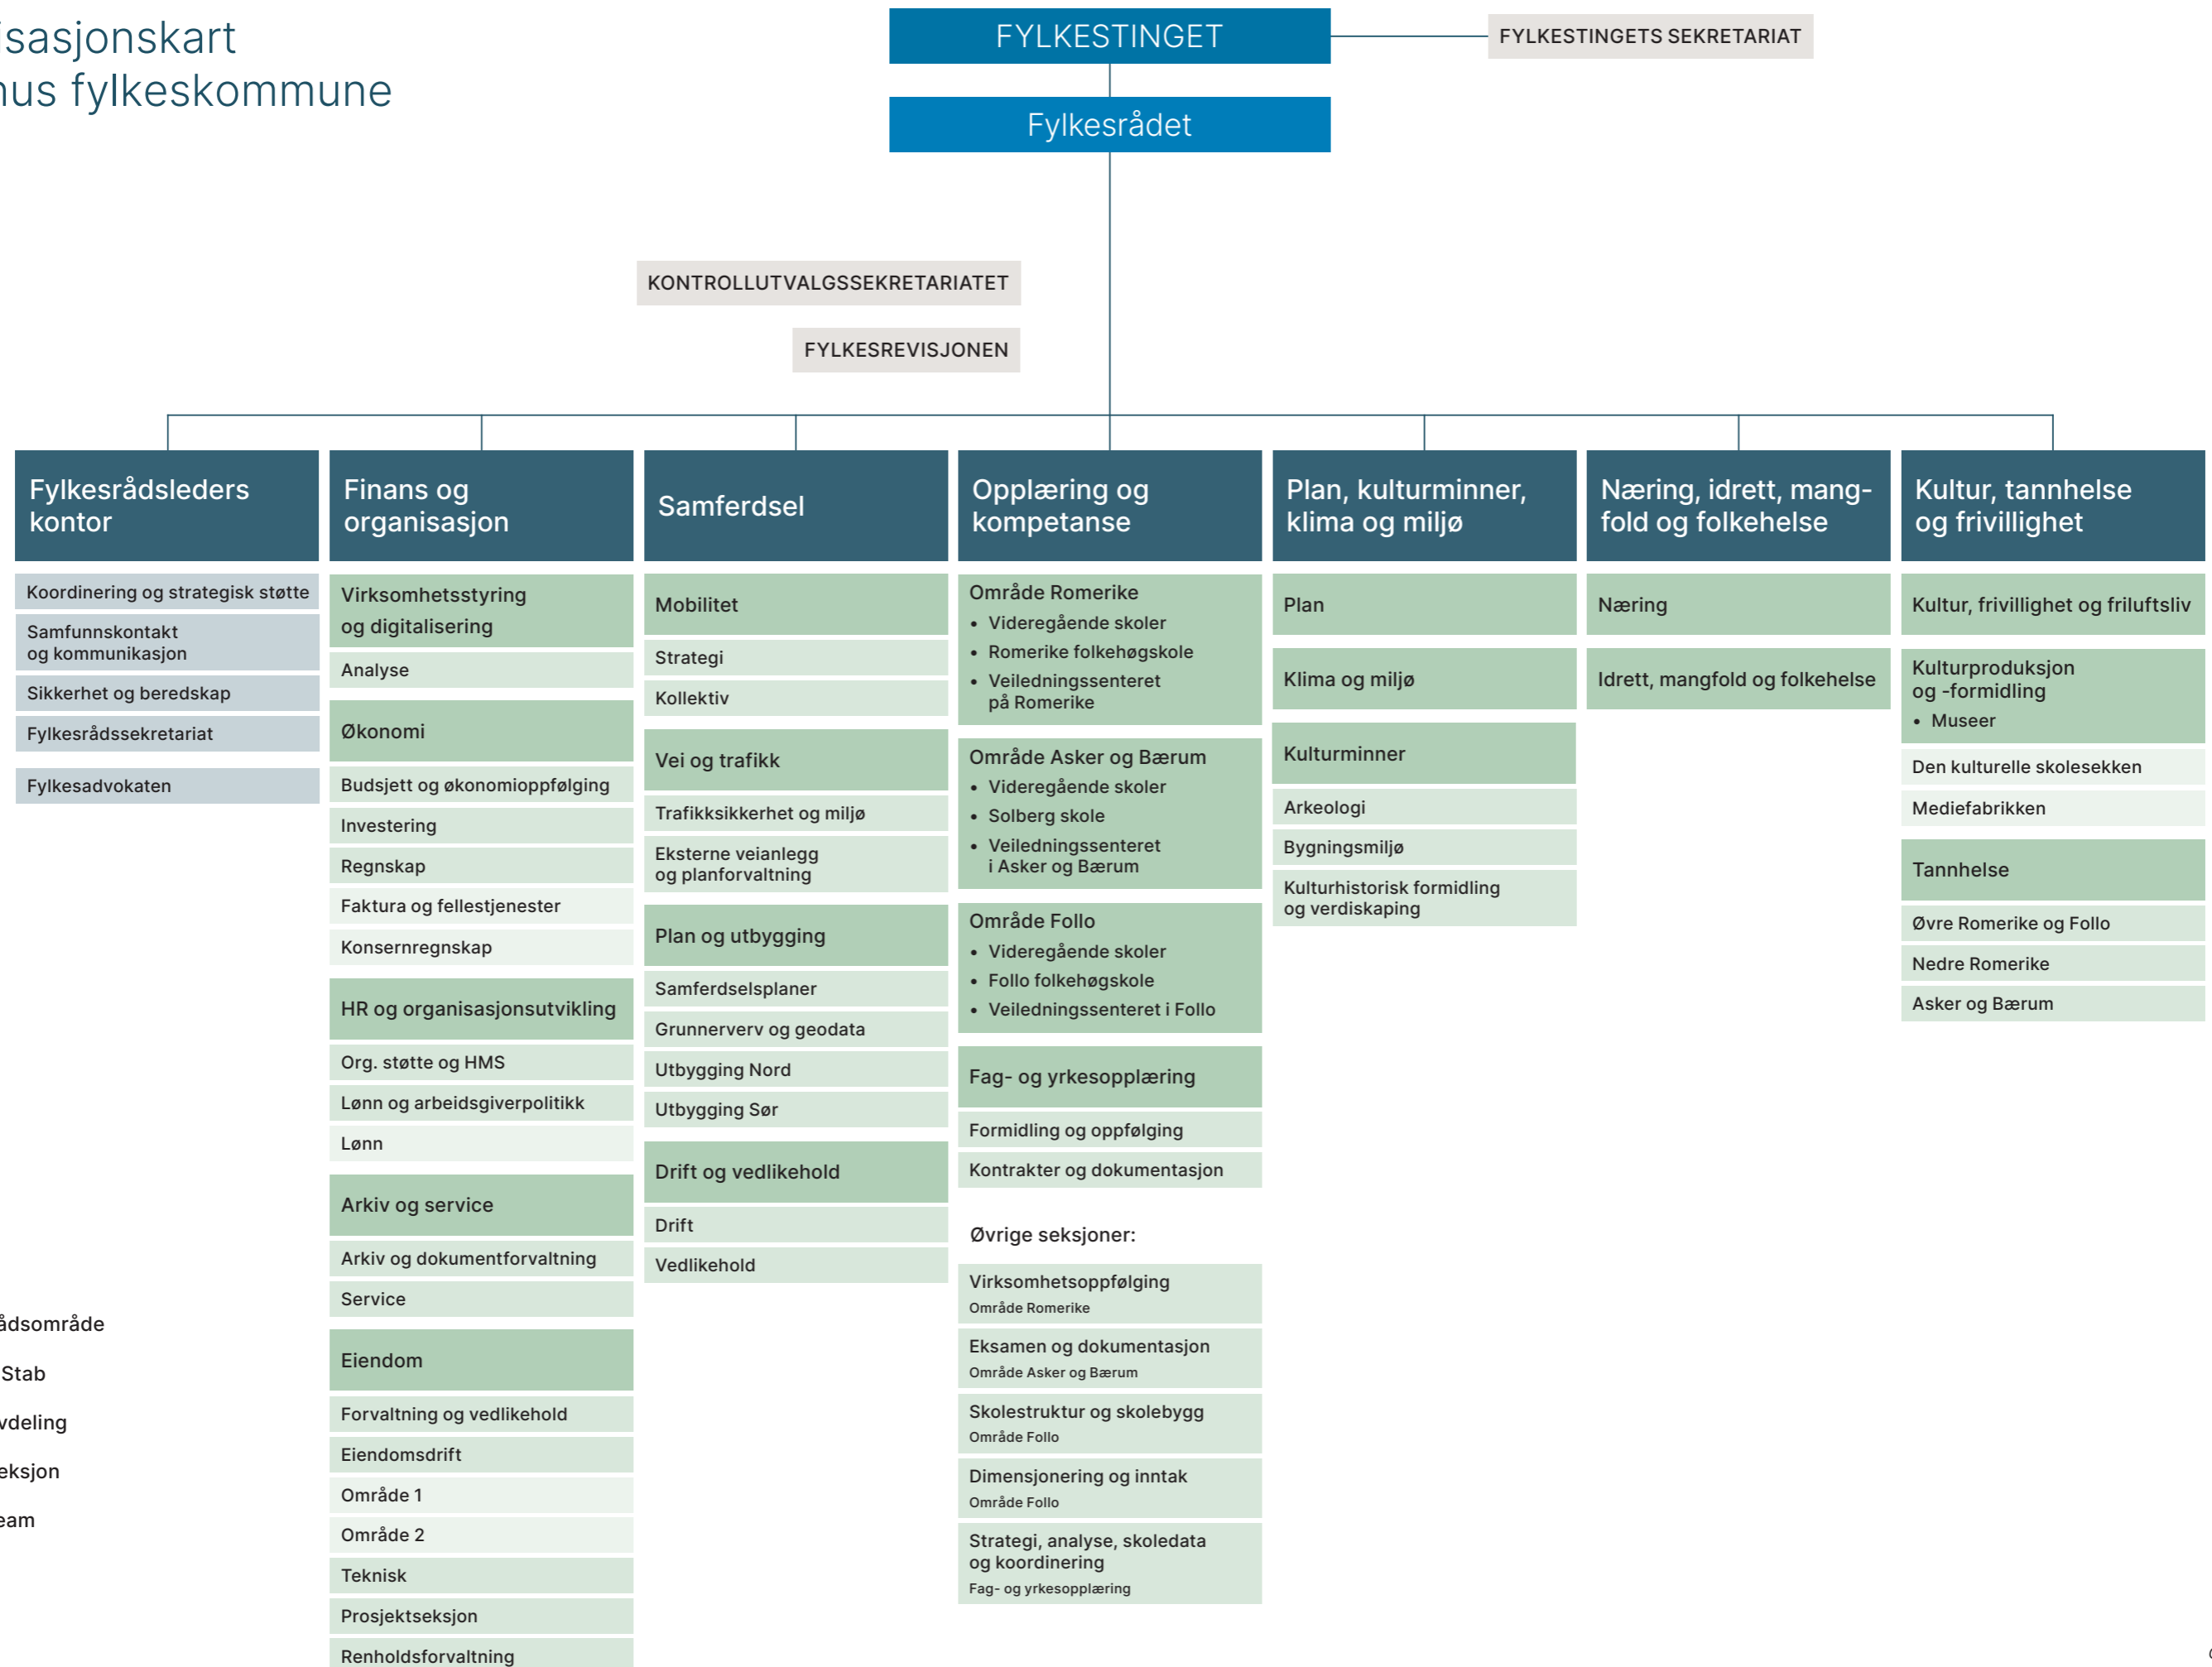 isasjonskart
nus fylkeskommune
FYLKESTINGET
FYLKESTINGETS SEKRETARIAT
Fylkesrådet
KONTROLLUTVALGSSEKRETARIATET
FYLKESREVISJONEN
Fylkesrådsleders
kontor
Koordinering og strategisk støtte
Samfunnskontakt
og kommunikasjon
Sikkerhet og beredskap
Fylkesrådssekretariat
Fylkesadvokaten
Finans og
organisasjon
Virksomhetsstyring
og digitalisering
Analyse
Økonomi
Budsjett og økonomioppfølging
Investering
Regnskap
Faktura og fellestjenester
Konsernregnskap
HR og organisasjonsutvikling
Org. støtte og HMS
Lønn og arbeidsgiverpolitikk
Lønn
Arkiv og service
Arkiv og dokumentforvaltning
Service
Eiendom
Forvaltning og vedlikehold
Eiendomsdrift
Område 1
Område 2
Teknisk
Prosjektseksjon
Renholdsforvaltning
Samferdsel
Mobilitet
Strategi
Kollektiv
Vei og trafikk
Trafikksikkerhet og miljø
Eksterne veianlegg
og planforvaltning
Plan og utbygging
Samferdselsplaner
Grunnerverv og geodata
Utbygging Nord
Utbygging Sør
Drift og vedlikehold
Drift
Vedlikehold
Opplæring og
kompetanse
Område Romerike
• Videregående skoler
• Romerike folkehøgskole
• Veiledningssenteret
på Romerike
Område Asker og Bærum
• Videregående skoler
• Solberg skole
• Veiledningssenteret
i Asker og Bærum
Område Follo
• Videregående skoler
• Follo folkehøgskole
• Veiledningssenteret i Follo
Fag- og yrkesopplæring
Formidling og oppfølging
Kontrakter og dokumentasjon
Øvrige seksjoner:
Virksomhetsoppfølging
Område Romerike
Eksamen og dokumentasjon
Område Asker og Bærum
Skolestruktur og skolebygg
Område Follo
Dimensjonering og inntak
Område Follo
Strategi, analyse, skoledata
og koordinering
Fag- og yrkesopplæring
Plan, kulturminner,
klima og miljø
Plan
Klima og miljø
Kulturminner
Arkeologi
Bygningsmiljø
Kulturhistorisk formidling
og verdiskaping
Næring, idrett, mang-
fold og folkehelse
Næring
Idrett, mangfold og folkehelse
Kultur, tannhelse
og frivillighet
Kultur, frivillighet og friluftsliv
Kulturproduksjon
og -formidling
• Museer
Den kulturelle skolesekken
Mediefabrikken
Tannhelse
Øvre Romerike og Follo
Nedre Romerike
Asker og Bærum
ådsområde
Stab
vdeling
eksjon
eam